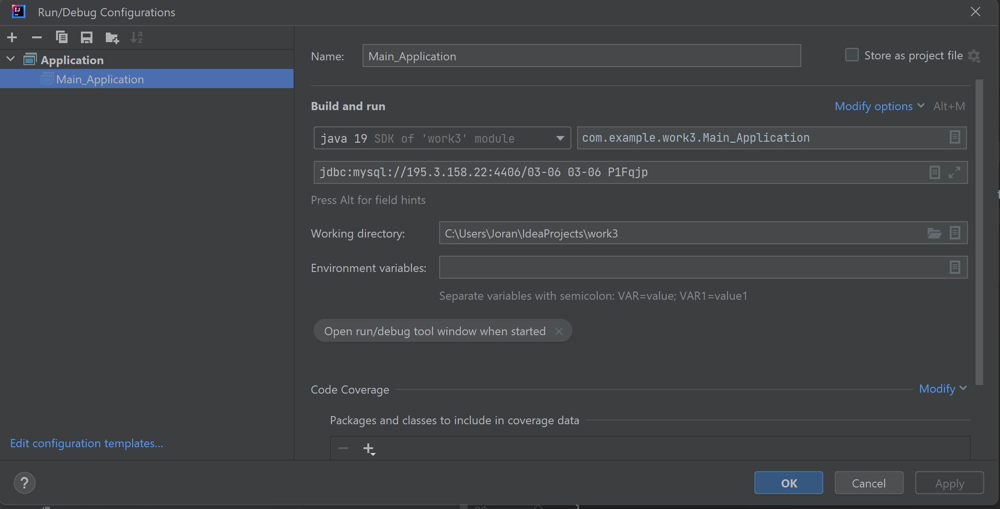 Run/Debug Configurations
Application
Main_Application
Edit configuration templates...
Name: Main_Application Store as project file
Build and run Modify options Alt+M
java 19 SDK of 'work3' module com.example.work3.Main_Application
jdbc:mysql://195.3.158.22:4406/03-06 03-06 P1Fqjp
Press Alt for field hints
Working directory: C:\Users\Joran\IdeaProjects\work3
Environment variables:
Separate variables with semicolon: VAR=value; VAR1=value1
Open run/debug tool window when started
Code Coverage Modify
Packages and classes to include in coverage data
? OK Cancel Apply